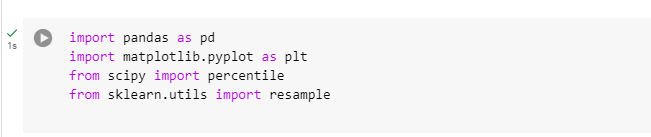 1s
import pandas as pd
import matplotlib.pyplot as plt
from scipy import percentile
from sklearn.utils import resample